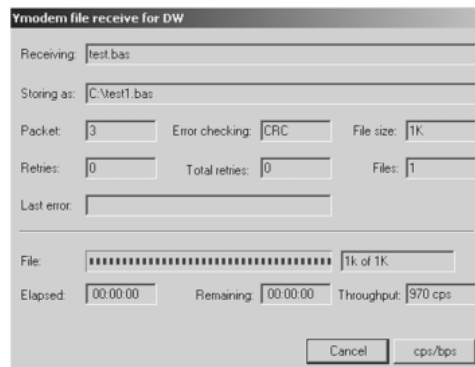 Ymodem file receive for DW
Receiving: test.bas
Storing as: C:\test1.bas
Packet: 3 Error checking: CRC File size: 1K
Retries: 0 Total retries: 0 Files: 1
Last error:
File: 1k of 1K
Elapsed: 00:00:00 Remaining: 00:00:00 Throughput: 970 cps
Cancel cps/bps